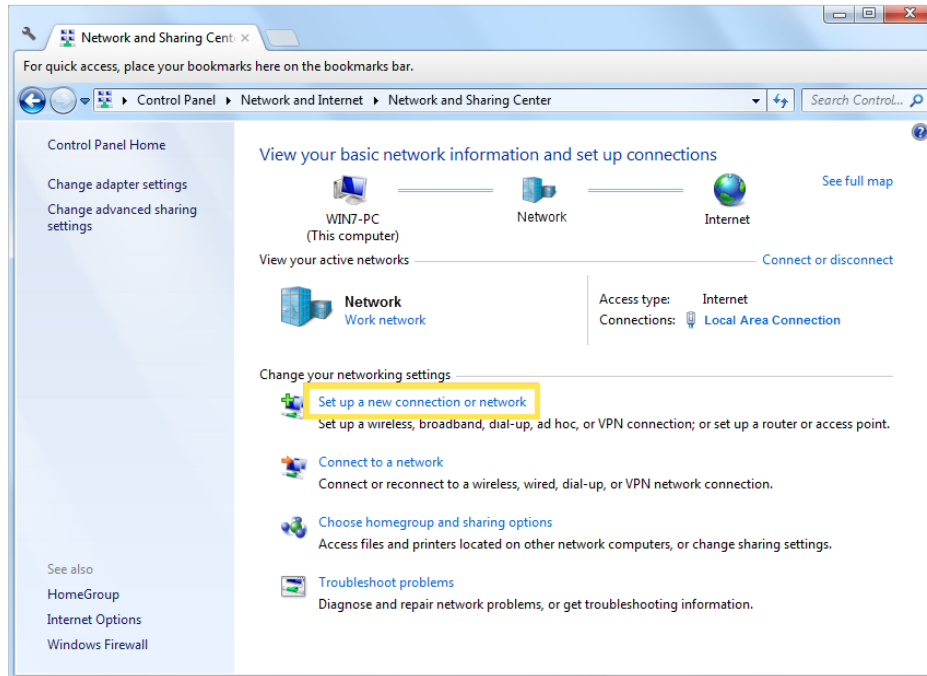 Network and Sharing Cent
For quick access, place your bookmarks here on the bookmarks bar.
Control Panel Network and Internet Network and Sharing Center
Search Control...
Control Panel Home
Change adapter settings
Change advanced sharing
settings
View your basic network information and set up connections
See full map
WIN7-PC
(This computer)
Network
Internet
View your active networks
Connect or disconnect
Network
Work network
Access type: Internet
Connections: Local Area Connection
Change your networking settings
Set up a new connection or network
Set up a wireless, broadband, dial-up, ad hoc, or VPN connection; or set up a router or access point.
Connect to a network
Connect or reconnect to a wireless, wired, dial-up, or VPN network connection.
Choose homegroup and sharing options
Access files and printers located on other network computers, or change sharing settings.
Troubleshoot problems
Diagnose and repair network problems, or get troubleshooting information.
See also
HomeGroup
Internet Options
Windows Firewall